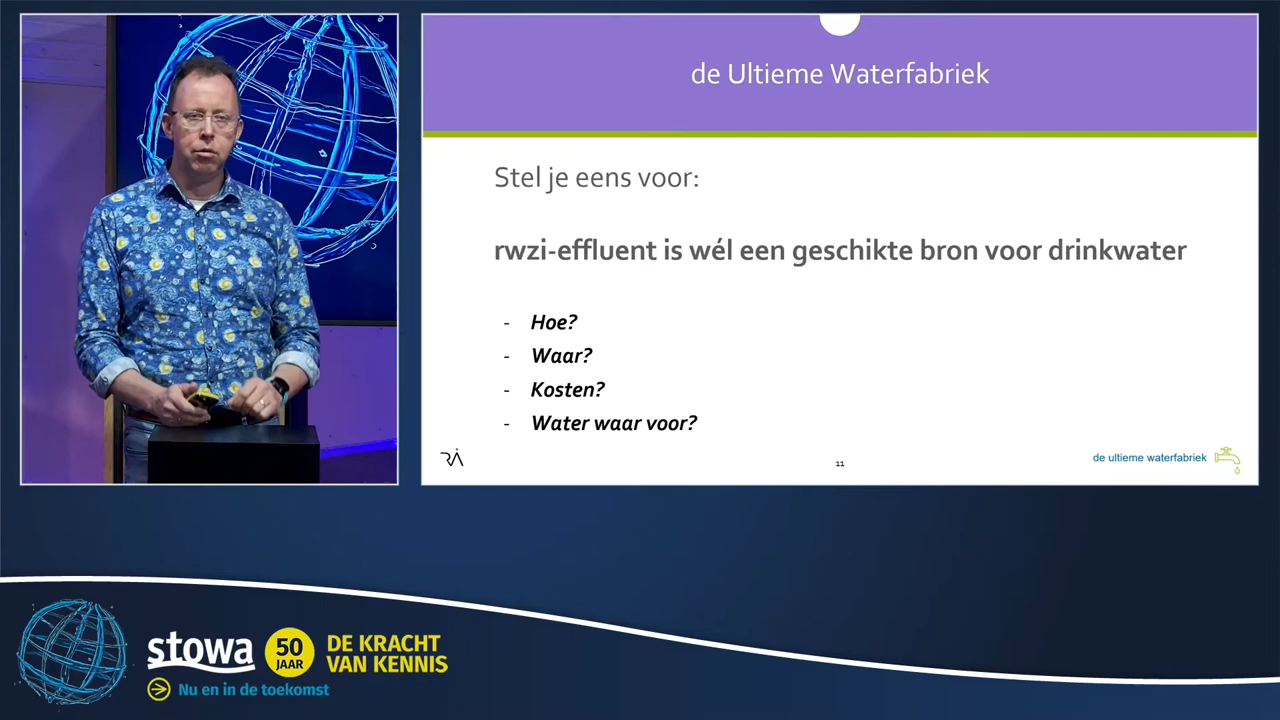 de Ultieme Waterfabriek
Stel je eens voor:
rwzi-effluent is wél een geschikte bron voor drinkwater
- Hoe?
- Waar?
- Kosten?
- Water waar voor?
11
de ultieme waterfabriek
stowa
50
JAAR
DE KRACHT
VAN KENNIS
Nu en in de toekomst